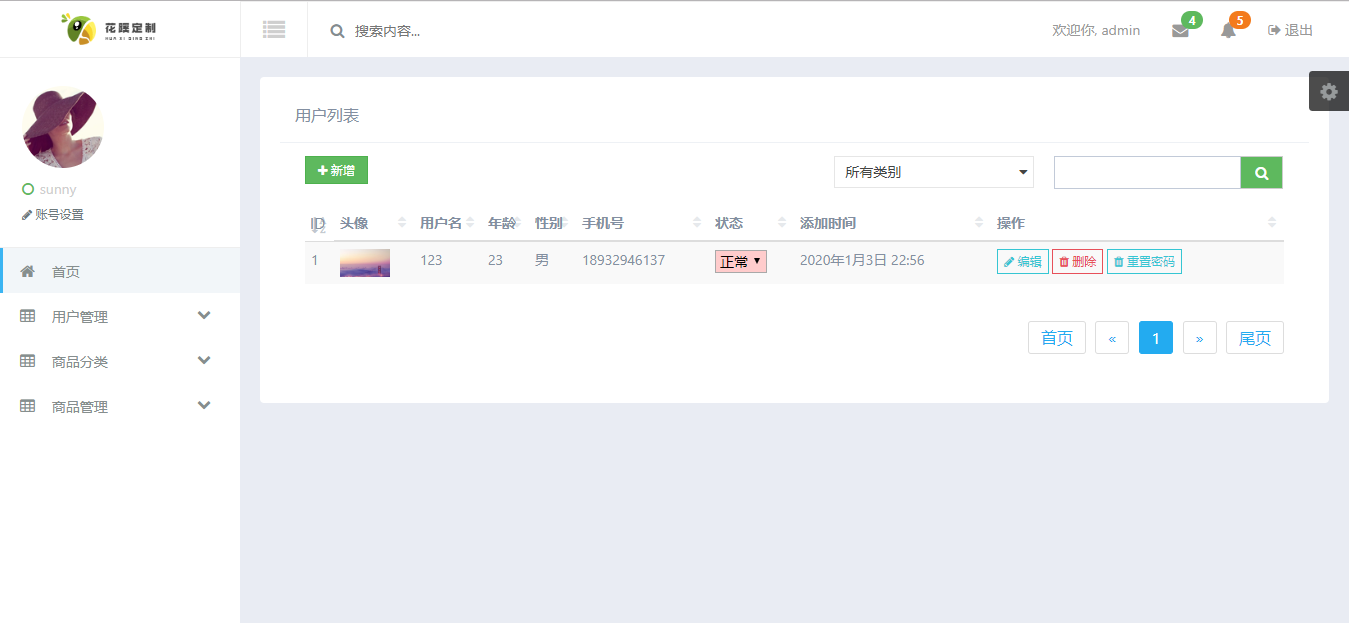 花蹊定制
HUA XI DING ZHI
搜索内容...
欢迎你, admin
4
5
退出
sunny
账号设置
首页
用户管理
商品分类
商品管理
用户列表
新增
所有类别
ID 头像 用户名 年龄 性别 手机号 状态 添加时间 操作
1 123 23 男 18932946137 正常 2020年1月3日 22:56 编辑 删除 重置密码
首页 « 1 » 尾页